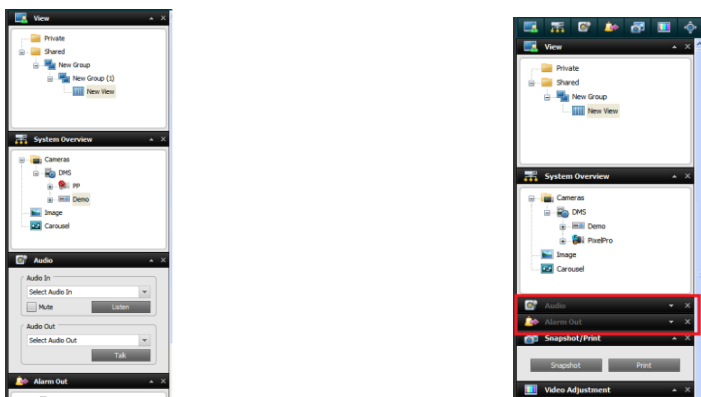 View
Private
Shared
New Group
New Group (1)
New View
System Overview
Cameras
DMS
PP
Demo
Image
Carousel
Audio
Audio In
Select Audio In
Mute
Listen
Audio Out
Select Audio Out
Talk
Alarm Out
View
Private
Shared
New Group
New View
System Overview
Cameras
DMS
Demo
PixelPro
Image
Carousel
Audio
Alarm Out
Snapshot/Print
Snapshot
Print
Video Adjustment